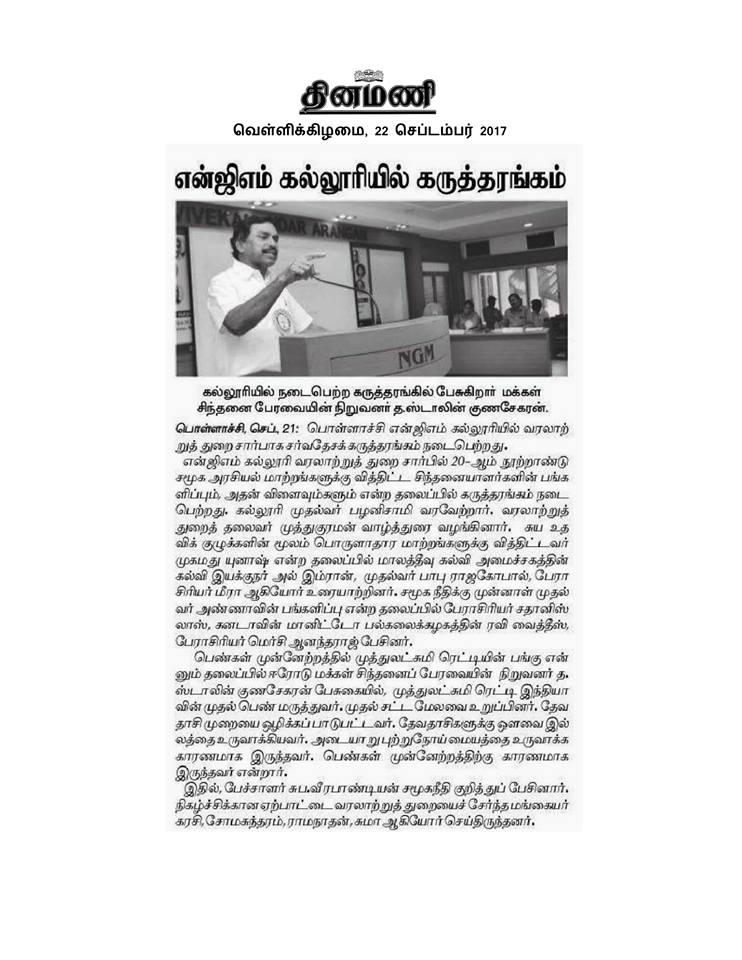 தினமணி
வெள்ளிக்கிழமை, 22 செப்டம்பர் 2017
என்ஜிஎம் கல்லூரியில் கருத்தரங்கம்
VIVEKANANDAR ARANGAM
NGM
கல்லூரியில் நடைபெற்ற கருத்தரங்கில் பேசுகிறார் மக்கள்
சிந்தனை பேரவையின் நிறுவனர் த.ஸ்டாலின் குணசேகரன்.
பொள்ளாச்சி, செப், 21: பொள்ளாச்சி என்ஜிஎம் கல்லூரியில் வரலாற்
றுத் துறை சார்பாக சர்வதேசக் கருத்தரங்கம் நடைபெற்றது.
என்ஜிஎம் கல்லூரி வரலாற்றுத் துறை சார்பில் 20-ஆம் நூற்றாண்டு
சமூக அரசியல் மாற்றங்களுக்கு வித்திட்ட சிந்தனையாளர்களின் பங்க
ளிப்பும், அதன் விளைவும்களும் என்ற தலைப்பில் கருத்தரங்கம் நடை
பெற்றது. கல்லூரி முதல்வர் பழனிசாமி வரவேற்றார். வரலாற்றுத்
துறைத் தலைவர் முத்துகுமரன் வாழ்த்துரை வழங்கினார். சுய உத
விக் குழுக்களின் மூலம் பொருளாதார மாற்றங்களுக்கு வித்திட்டவர்
முகமது யுனாஷ் என்ற தலைப்பில் மாலத்தீவு கல்வி அமைச்சகத்தின்
கல்வி இயக்குநர் அல் இம்ரான், முதல்வர் பாபு ராஜகோபால், பேரா
சிரியர் மீரா ஆகியோர் உரையாற்றினர். சமூக நீதிக்கு முன்னாள் முதல்
வர் அண்ணாவின் பங்களிப்பு என்ற தலைப்பில் பேராசிரியர் சதானிஸ்
லாஸ், கனடாவின் மானிட்டோ பல்கலைக்கழகத்தின் ரவி வைத்தீஸ்,
பேராசிரியர் மெர்சி ஆனந்தராஜ் பேசினர்.
பெண்கள் முன்னேற்றத்தில் முத்துலட்சுமி ரெட்டியின் பங்கு என்
னும் தலைப்பில் ஈரோடு மக்கள் சிந்தனைப் பேரவையின் நிறுவனர் த.
ஸ்டாலின் குணசேகரன் பேசுகையில், முத்துலட்சுமி ரெட்டி இந்தியா
வின் முதல் பெண் மருத்துவர். முதல் சட்ட மேலவை உறுப்பினர். தேவ
தாசி முறையை ஒழிக்கப் பாடுபட்டவர். தேவதாசிகளுக்கு ஔவை இல்
லத்தை உருவாக்கியவர். அடையாறு புற்றுநோய் மையத்தை உருவாக்க
காரணமாக இருந்தவர். பெண்கள் முன்னேற்றத்திற்கு காரணமாக
இருந்தவர் என்றார்.
இதில், பேச்சாளர் சுப.வீரபாண்டியன் சமூகநீதி குறித்துப் பேசினார்.
நிகழ்ச்சிக்கான ஏற்பாட்டை வரலாற்றுத் துறையைச் சேர்ந்த மங்கையர்
கரசி, சோமசுந்தரம், ராமநாதன், சுமா ஆகியோர் செய்திருந்தனர்.